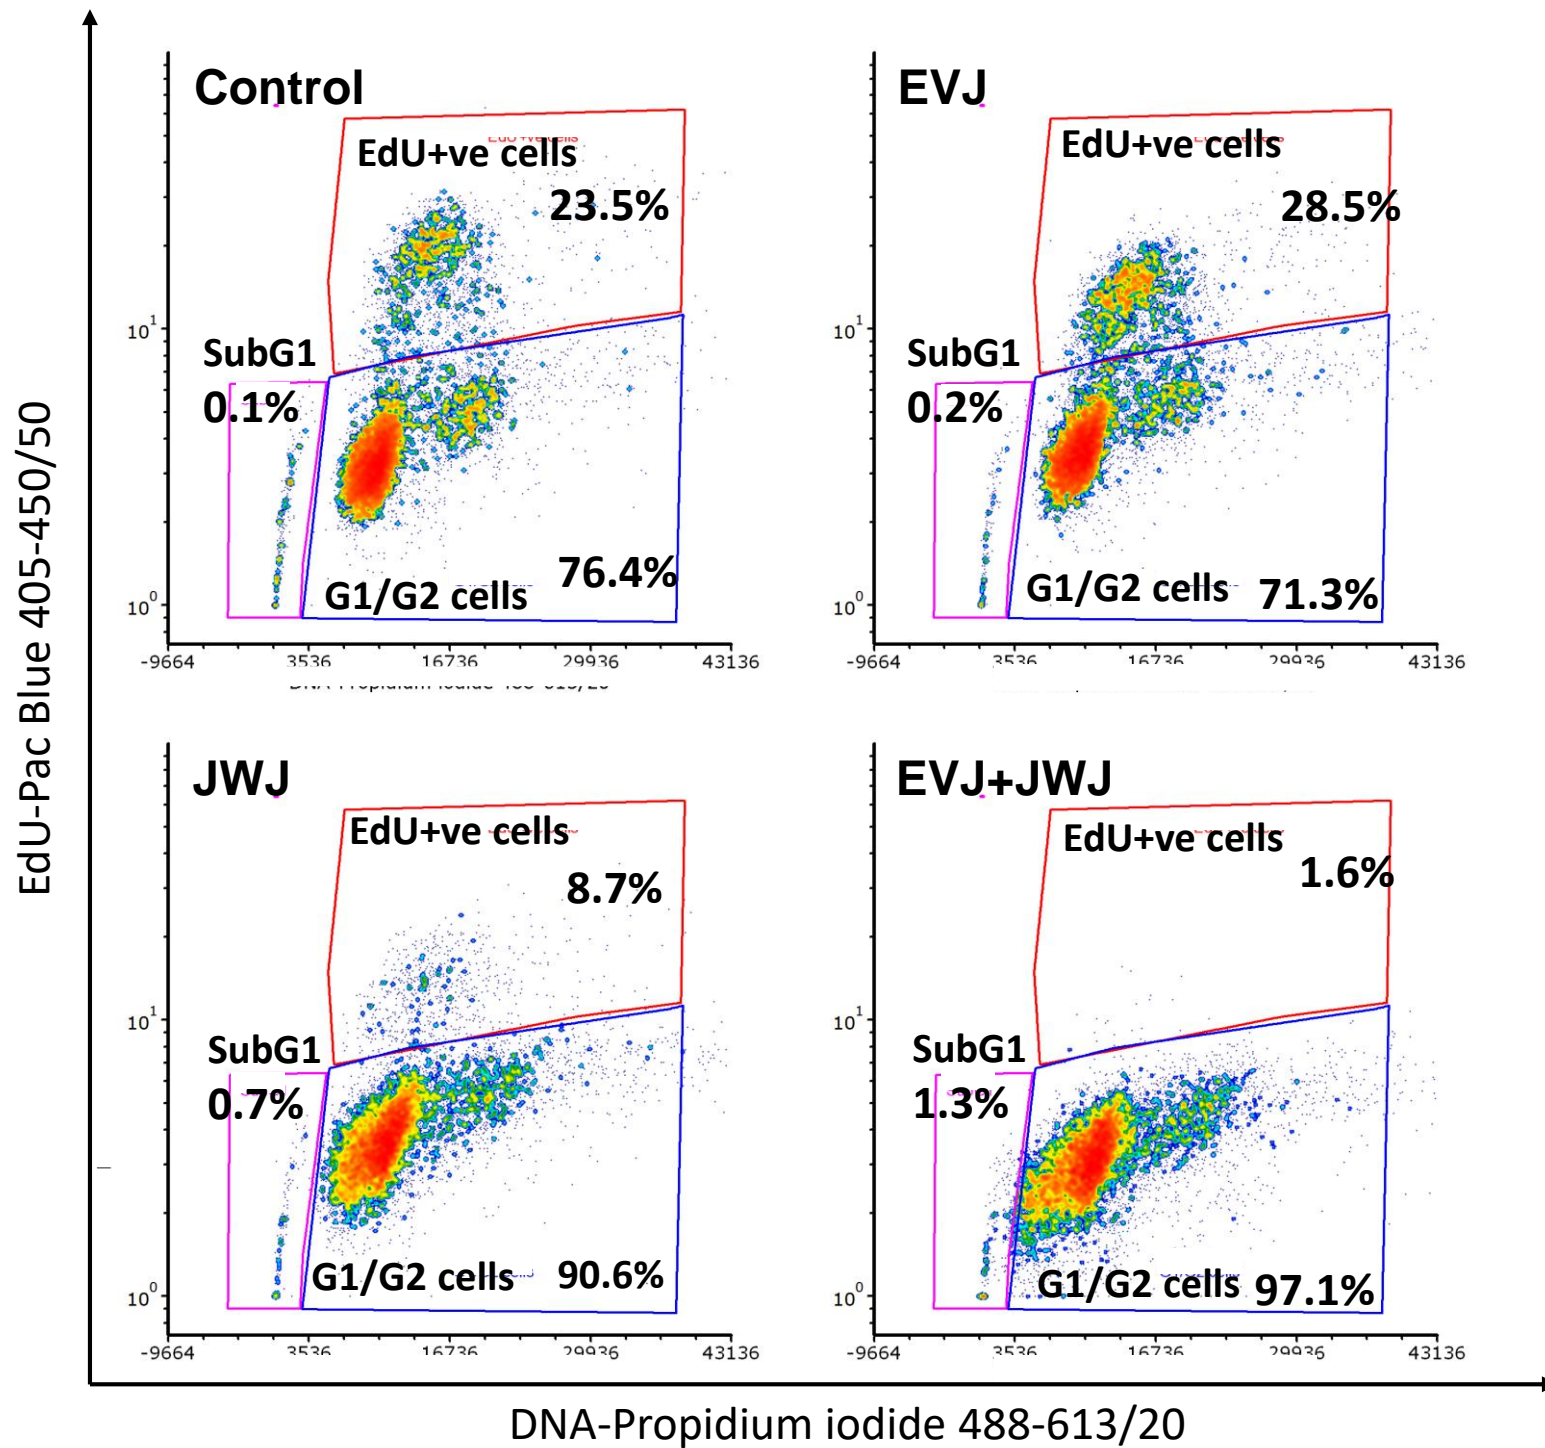 EdU-Pac Blue 405-450/50
Control
EdU+ve cells
23.5%
10¹
SubG1
0.1%
76.4%
G1/G2 cells
10⁰
-9664 3536 16736 29936 43136
EVJ
EdU+ve cells
28.5%
10¹
SubG1
0.2%
G1/G2 cells 71.3%
10⁰
-9664 3536 16736 29936 43136
JWJ
EdU+ve cells
8.7%
10¹
SubG1
0.7%
G1/G2 cells 90.6%
10⁰
-9664 3536 16736 29936 43136
EVJ+JWJ
EdU+ve cells
1.6%
10¹
SubG1
1.3%
G1/G2 cells 97.1%
10⁰
-9664 3536 16736 29936 43136
DNA-Propidium iodide 488-613/20